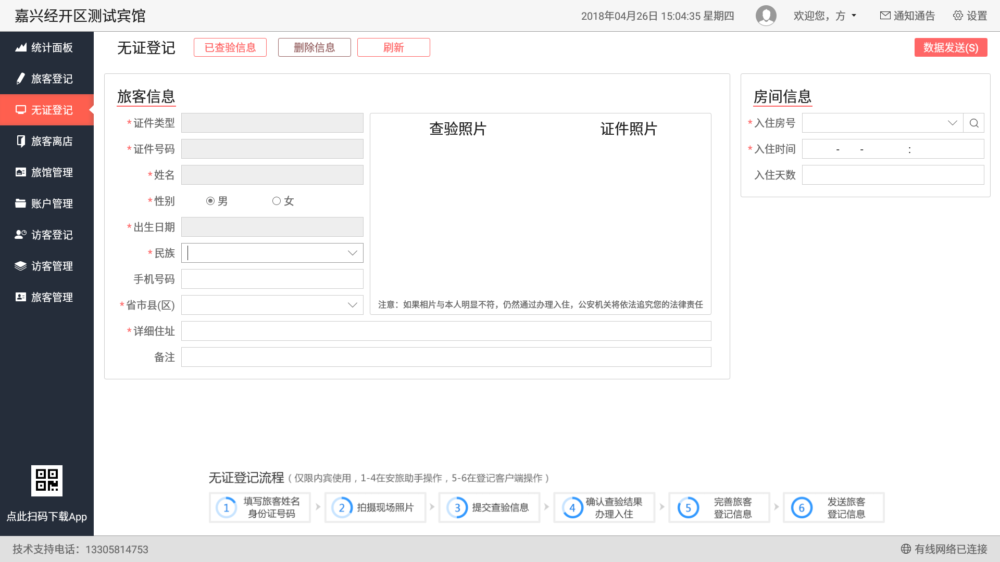 嘉兴经开区测试宾馆
2018年04月26日 15:04:35 星期四
欢迎您，方
通知通告
设置
统计面板
旅客登记
无证登记
旅客离店
旅馆管理
账户管理
访客登记
访客管理
旅客管理
点此扫码下载App
无证登记
已查验信息
删除信息
刷新
数据发送(S)
旅客信息
*证件类型
*证件号码
*姓名
*性别
男
女
*出生日期
*民族
手机号码
*省市县(区)
*详细住址
备注
查验照片
证件照片
注意：如果相片与本人明显不符，仍然通过办理入住，公安机关将依法追究您的法律责任
房间信息
*入住房号
*入住时间
- - :
入住天数
无证登记流程（仅限内宾使用，1-4在安旅助手操作，5-6在登记客户端操作）
1
填写旅客姓名
身份证号码
2
拍摄现场照片
3
提交查验信息
4
确认查验结果
办理入住
5
完善旅客
登记信息
6
发送旅客
登记信息
技术支持电话：13305814753
有线网络已连接